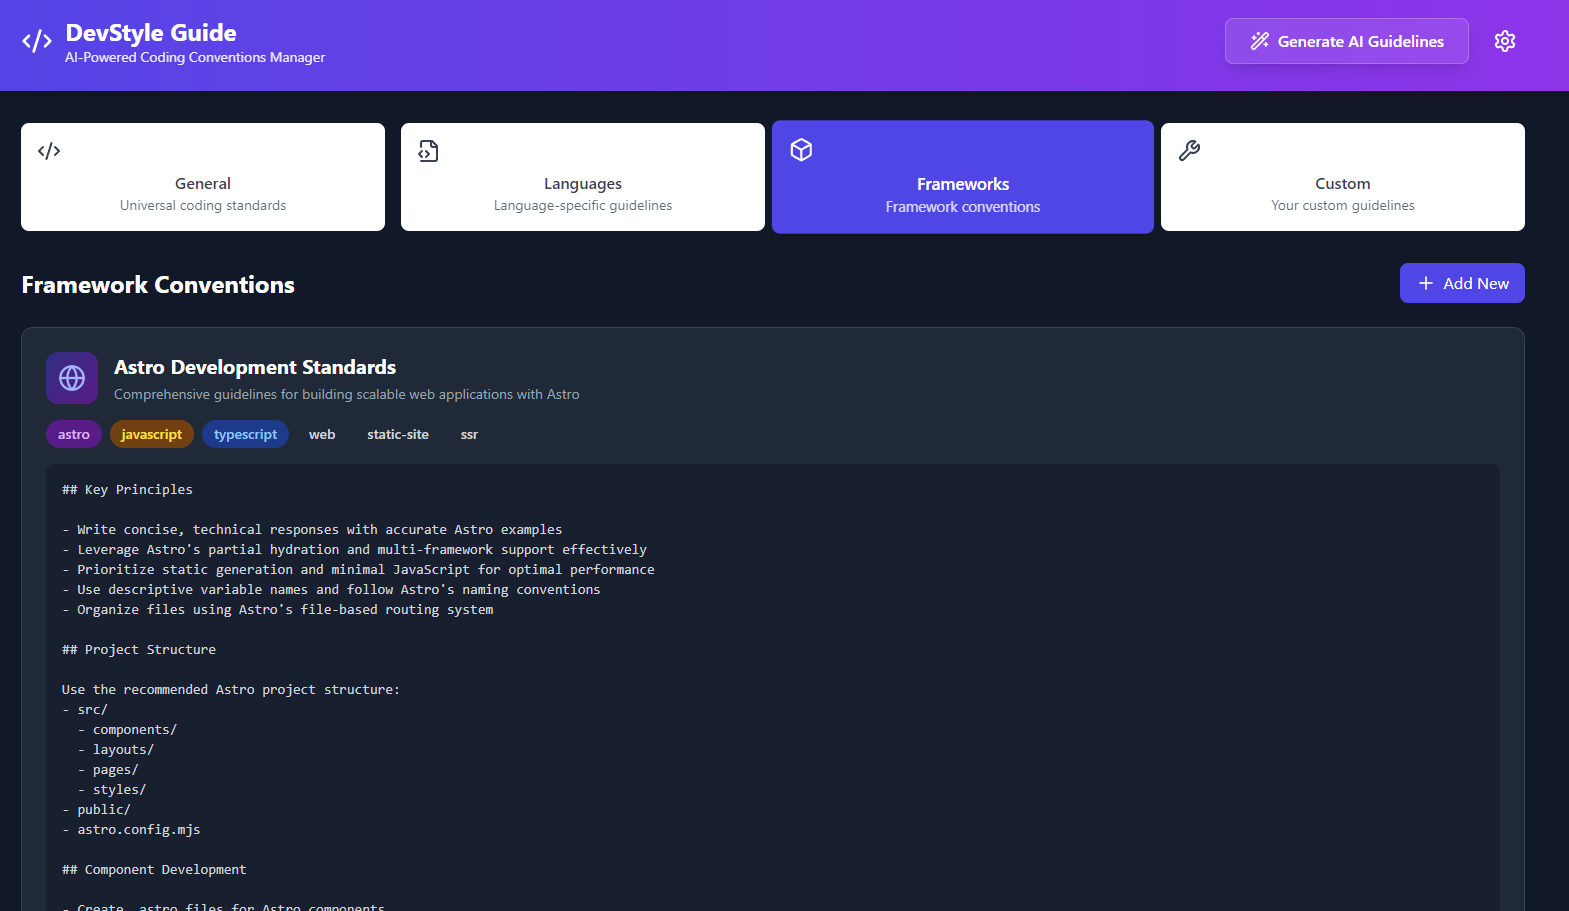 DevStyle Guide
AI-Powered Coding Conventions Manager
Generate AI Guidelines
General
Universal coding standards
Languages
Language-specific guidelines
Frameworks
Framework conventions
Custom
Your custom guidelines
Framework Conventions
Add New
Astro Development Standards
Comprehensive guidelines for building scalable web applications with Astro
astro javascript typescript web static-site ssr
## Key Principles
- Write concise, technical responses with accurate Astro examples
- Leverage Astro's partial hydration and multi-framework support effectively
- Prioritize static generation and minimal JavaScript for optimal performance
- Use descriptive variable names and follow Astro's naming conventions
- Organize files using Astro's file-based routing system
## Project Structure
Use the recommended Astro project structure:
- src/
  - components/
  - layouts/
  - pages/
  - styles/
- public/
- astro.config.mjs
## Component Development
- Create .astro files for Astro components